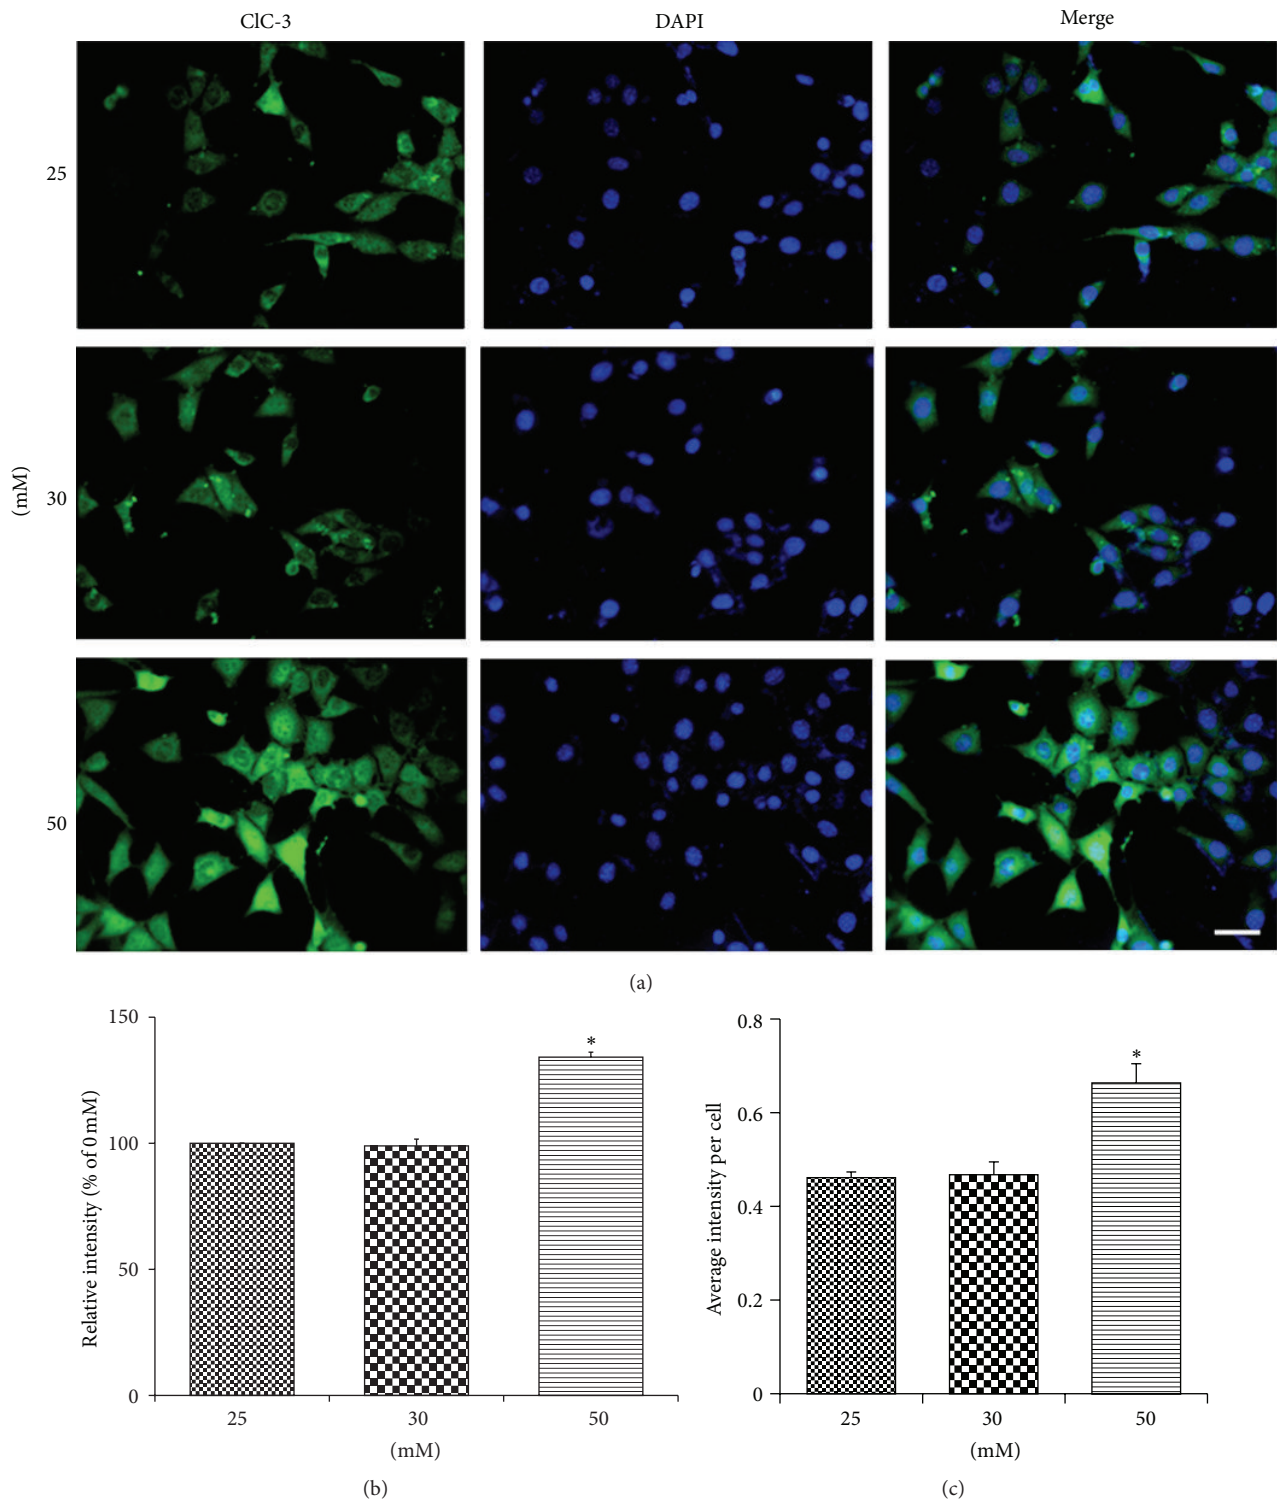 ClC-3 DAPI Merge
25
30
(mM)
50
(a)
150
100
50
0
Relative intensity (% of 0 mM)
*
25 30 50
(mM)
(b)
0.8
0.6
0.4
0.2
0
Average intensity per cell
*
25 30 50
(mM)
(c)